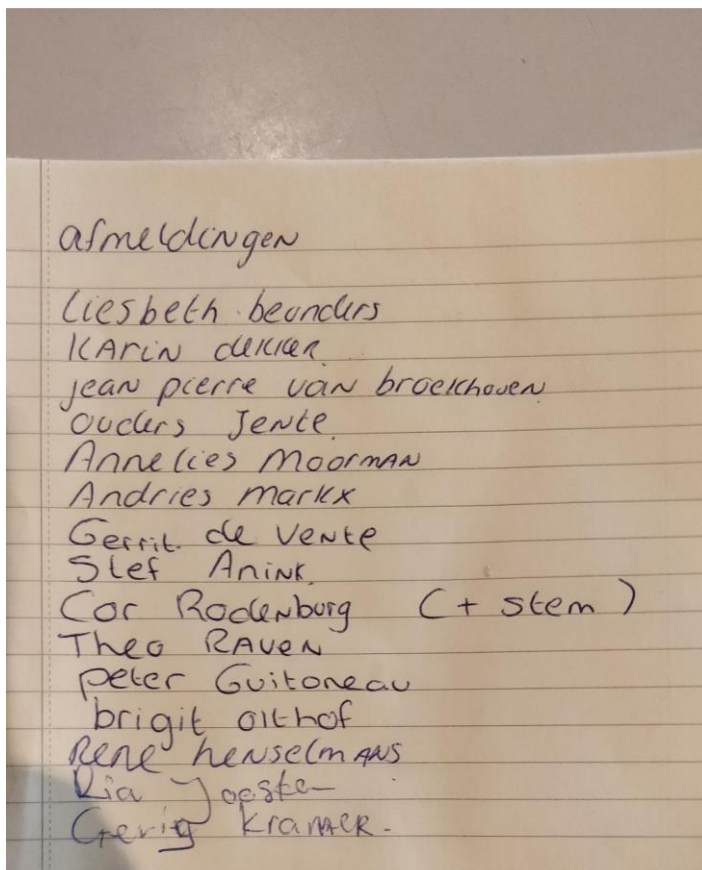 afmeldingen
Liesbeth beunders
KARIN dekker
jean pierre van broekhoven
ouders Jente
Annelies Moorman
Andries markx
Gerrit. de Vente
Stef Anink.
Cor Rodenburg (+ stem)
Theo RAVEN
peter Guitoneau
brigit olthof
Rene henselmans
Ria
Kramer.